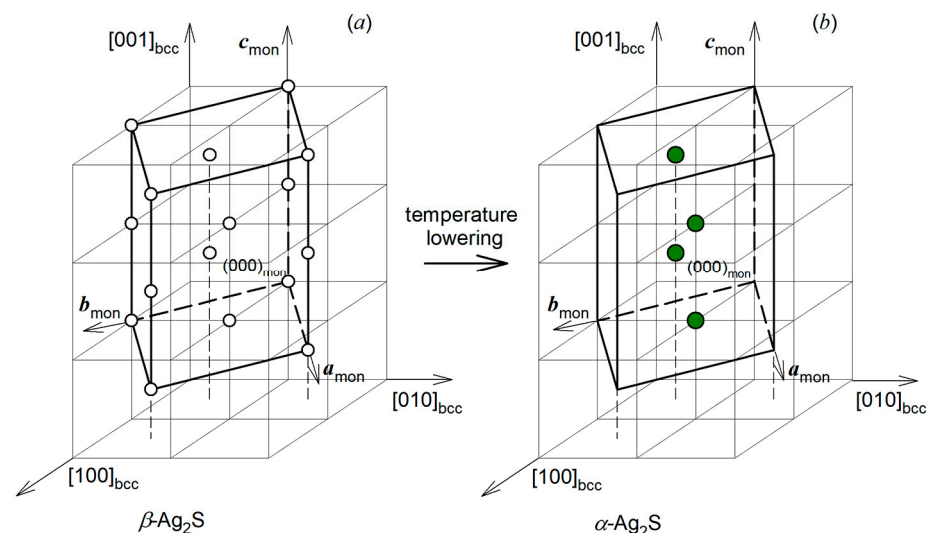 (a)
[001]bcc
cmon
(000)mon
bmon
amon
[010]bcc
[100]bcc
β-Ag2S
temperature
lowering
(b)
[001]bcc
cmon
(000)mon
bmon
amon
[010]bcc
[100]bcc
α-Ag2S